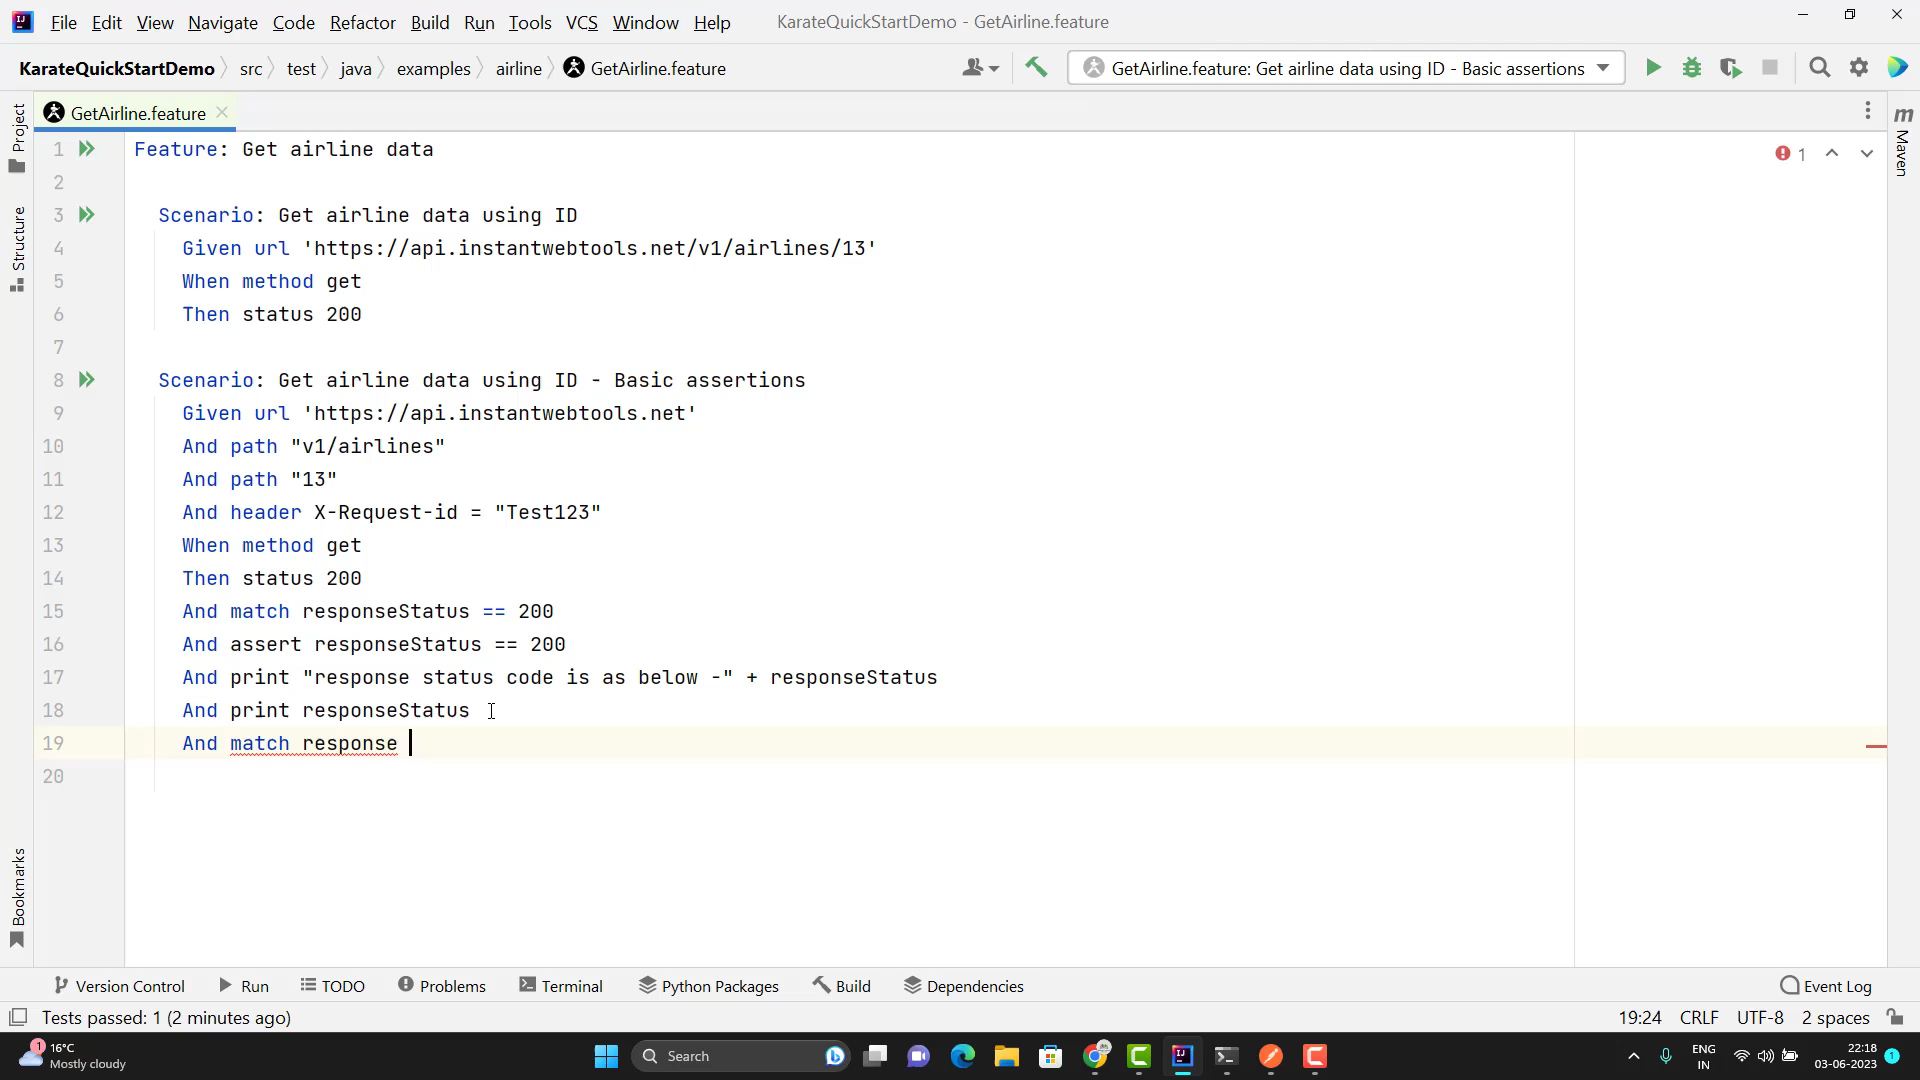 File Edit View Navigate Code Refactor Build Run Tools VCS Window Help KarateQuickStartDemo - GetAirline.feature
KarateQuickStartDemo src test java examples airline GetAirline.feature GetAirline.feature: Get airline data using ID - Basic assertions
GetAirline.feature
Project
Structure
Bookmarks
m Maven
1
1 Feature: Get airline data
2
3 Scenario: Get airline data using ID
4 Given url 'https://api.instantwebtools.net/v1/airlines/13'
5 When method get
6 Then status 200
7
8 Scenario: Get airline data using ID - Basic assertions
9 Given url 'https://api.instantwebtools.net'
10 And path "v1/airlines"
11 And path "13"
12 And header X-Request-id = "Test123"
13 When method get
14 Then status 200
15 And match responseStatus == 200
16 And assert responseStatus == 200
17 And print "response status code is as below -" + responseStatus
18 And print responseStatus
19 And match response
20
Version Control Run TODO Problems Terminal Python Packages Build Dependencies Event Log
Tests passed: 1 (2 minutes ago) 19:24 CRLF UTF-8 2 spaces
1 16°C
Mostly cloudy
Search
ENG
IN
22:18
03-06-2023
1